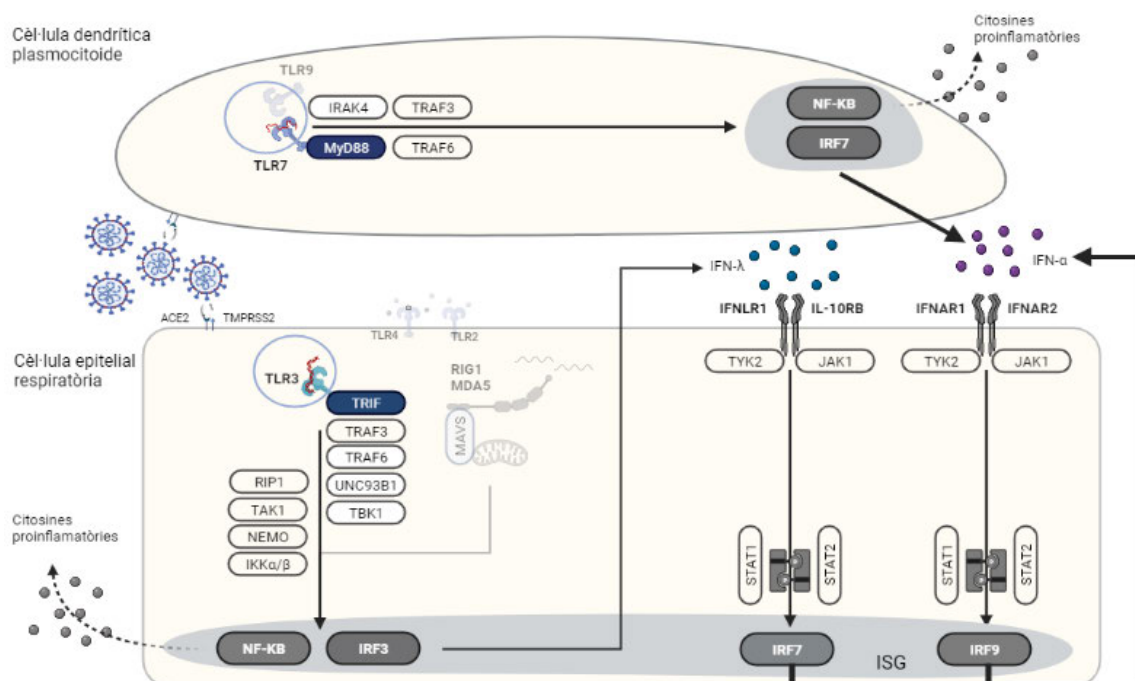 Cèl·lula dendrítica
plasmocitoide
Citosines
proinflamatòries
TLR9
IRAK4
TRAF3
MyD88
TRAF6
TLR7
NF-KB
IRF7
IFN-λ
IFN-α
ACE2
TMPRSS2
IFNLR1
IL-10RB
IFNAR1
IFNAR2
TLR4
TLR2
Cèl·lula epitelial
respiratòria
TYK2
JAK1
TYK2
JAK1
TLR3
RIG1
MDA5
TRIF
TRAF3
MAVS
TRAF6
RIP1
UNC93B1
TAK1
TBK1
NEMO
IKKα/β
Citosines
proinflamatòries
STAT1
STAT2
STAT1
STAT2
NF-KB
IRF3
IRF7
ISG
IRF9